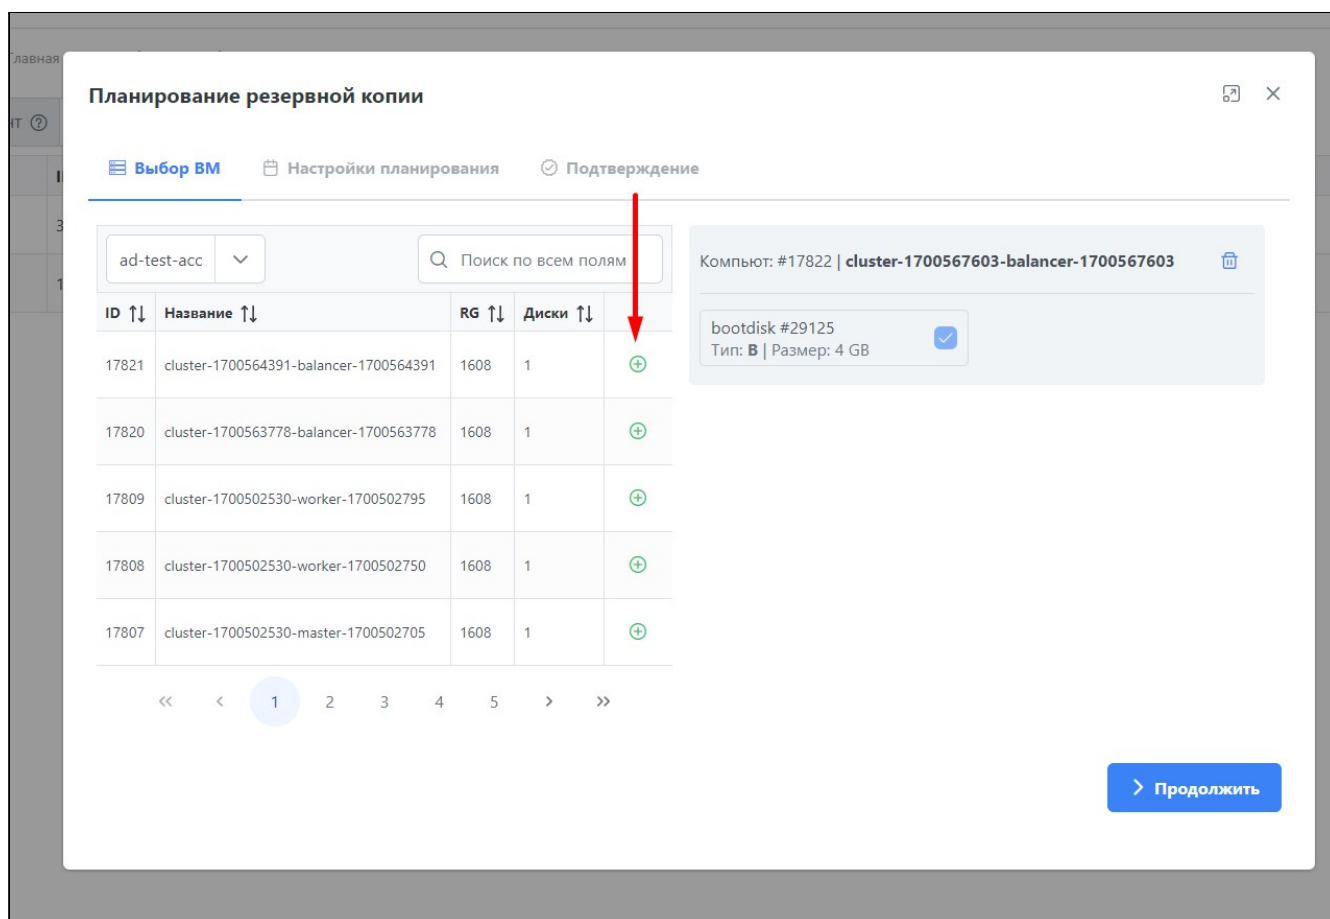 Главная
Планирование резервной копии
нт
Выбор ВМ
Настройки планирования
Подтверждение
3
1
ad-test-acc
Поиск по всем полям
ID Название RG Диски
17821 cluster-1700564391-balancer-1700564391 1608 1
17820 cluster-1700563778-balancer-1700563778 1608 1
17809 cluster-1700502530-worker-1700502795 1608 1
17808 cluster-1700502530-worker-1700502750 1608 1
17807 cluster-1700502530-master-1700502705 1608 1
<< < 1 2 3 4 5 > >>
Компьют: #17822 | cluster-1700567603-balancer-1700567603
bootdisk #29125
Тип: B | Размер: 4 GB
Продолжить